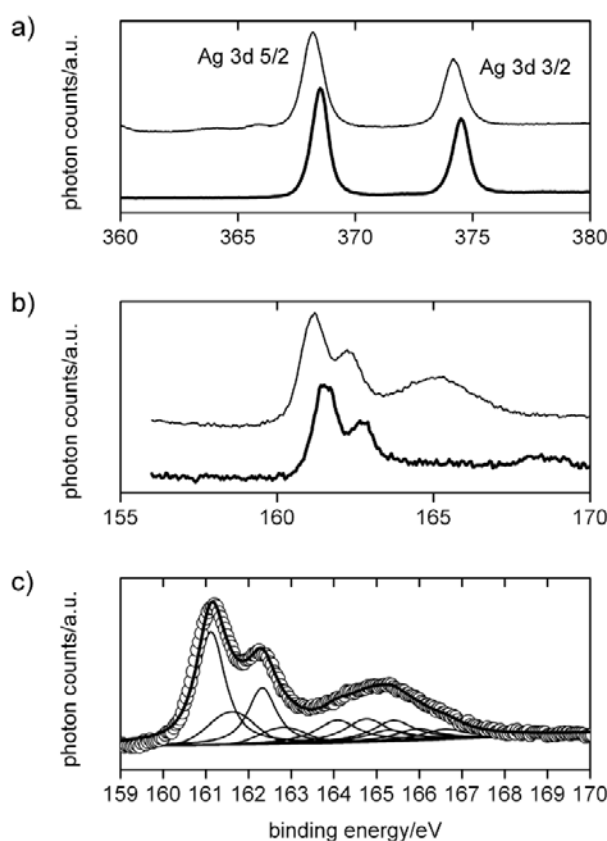 a)
photon counts/a.u.
Ag 3d 5/2
Ag 3d 3/2
360 365 370 375 380
b)
photon counts/a.u.
155 160 165 170
c)
photon counts/a.u.
159 160 161 162 163 164 165 166 167 168 169 170
binding energy/eV